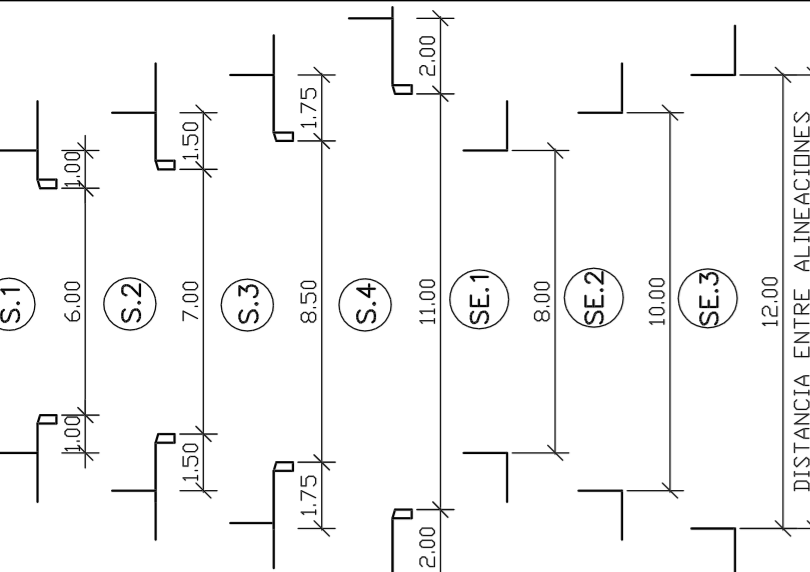 1.00
6.00
1.00
S.1
1.50
7.00
1.50
S.2
1.75
8.50
1.75
S.3
2.00
11.00
2.00
S.4
SE.1
8.00
SE.2
10.00
SE.3
12.00
DISTANCIA ENTRE ALINEACIONES